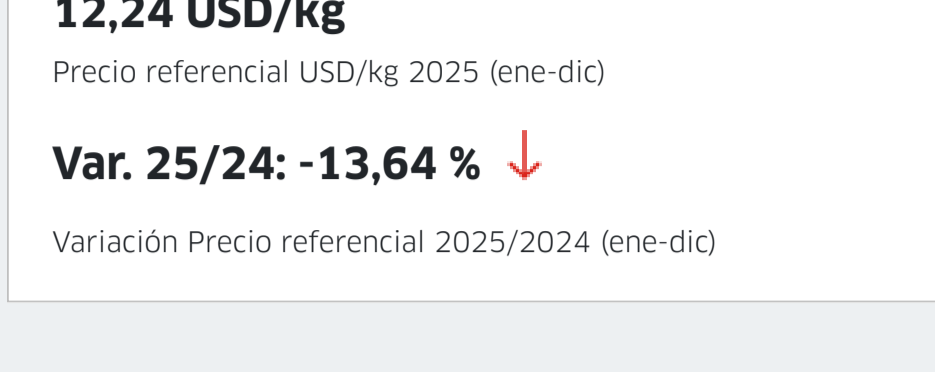 12,24 USD/kg
Precio referencial USD/kg 2025 (ene-dic)
Var. 25/24: -13,64 %
Variación Precio referencial 2025/2024 (ene-dic)